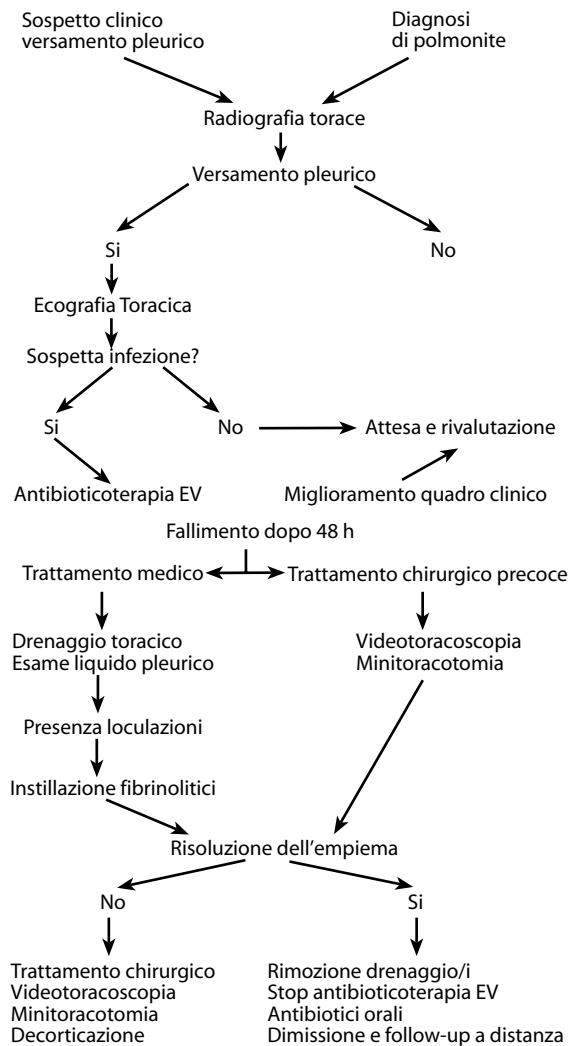 Sospetto clinico
versamento pleurico
Diagnosi
di polmonite
Radiografia torace
Versamento pleurico
Si
No
Ecografia Toracica
Sospetta infezione?
Si
No
Attesa e rivalutazione
Antibioticoterapia EV
Miglioramento quadro clinico
Fallimento dopo 48 h
Trattamento medico
Trattamento chirurgico precoce
Drenaggio toracico
Esame liquido pleurico
Videotoracoscopia
Minitoracotomia
Presenza loculazioni
Instillazione fibrinolitici
Risoluzione dell'empiema
No
Si
Trattamento chirurgico
Videotoracoscopia
Minitoracotomia
Decorticazione
Rimozione drenaggio/i
Stop antibioticoterapia EV
Antibiotici orali
Dimissione e follow-up a distanza